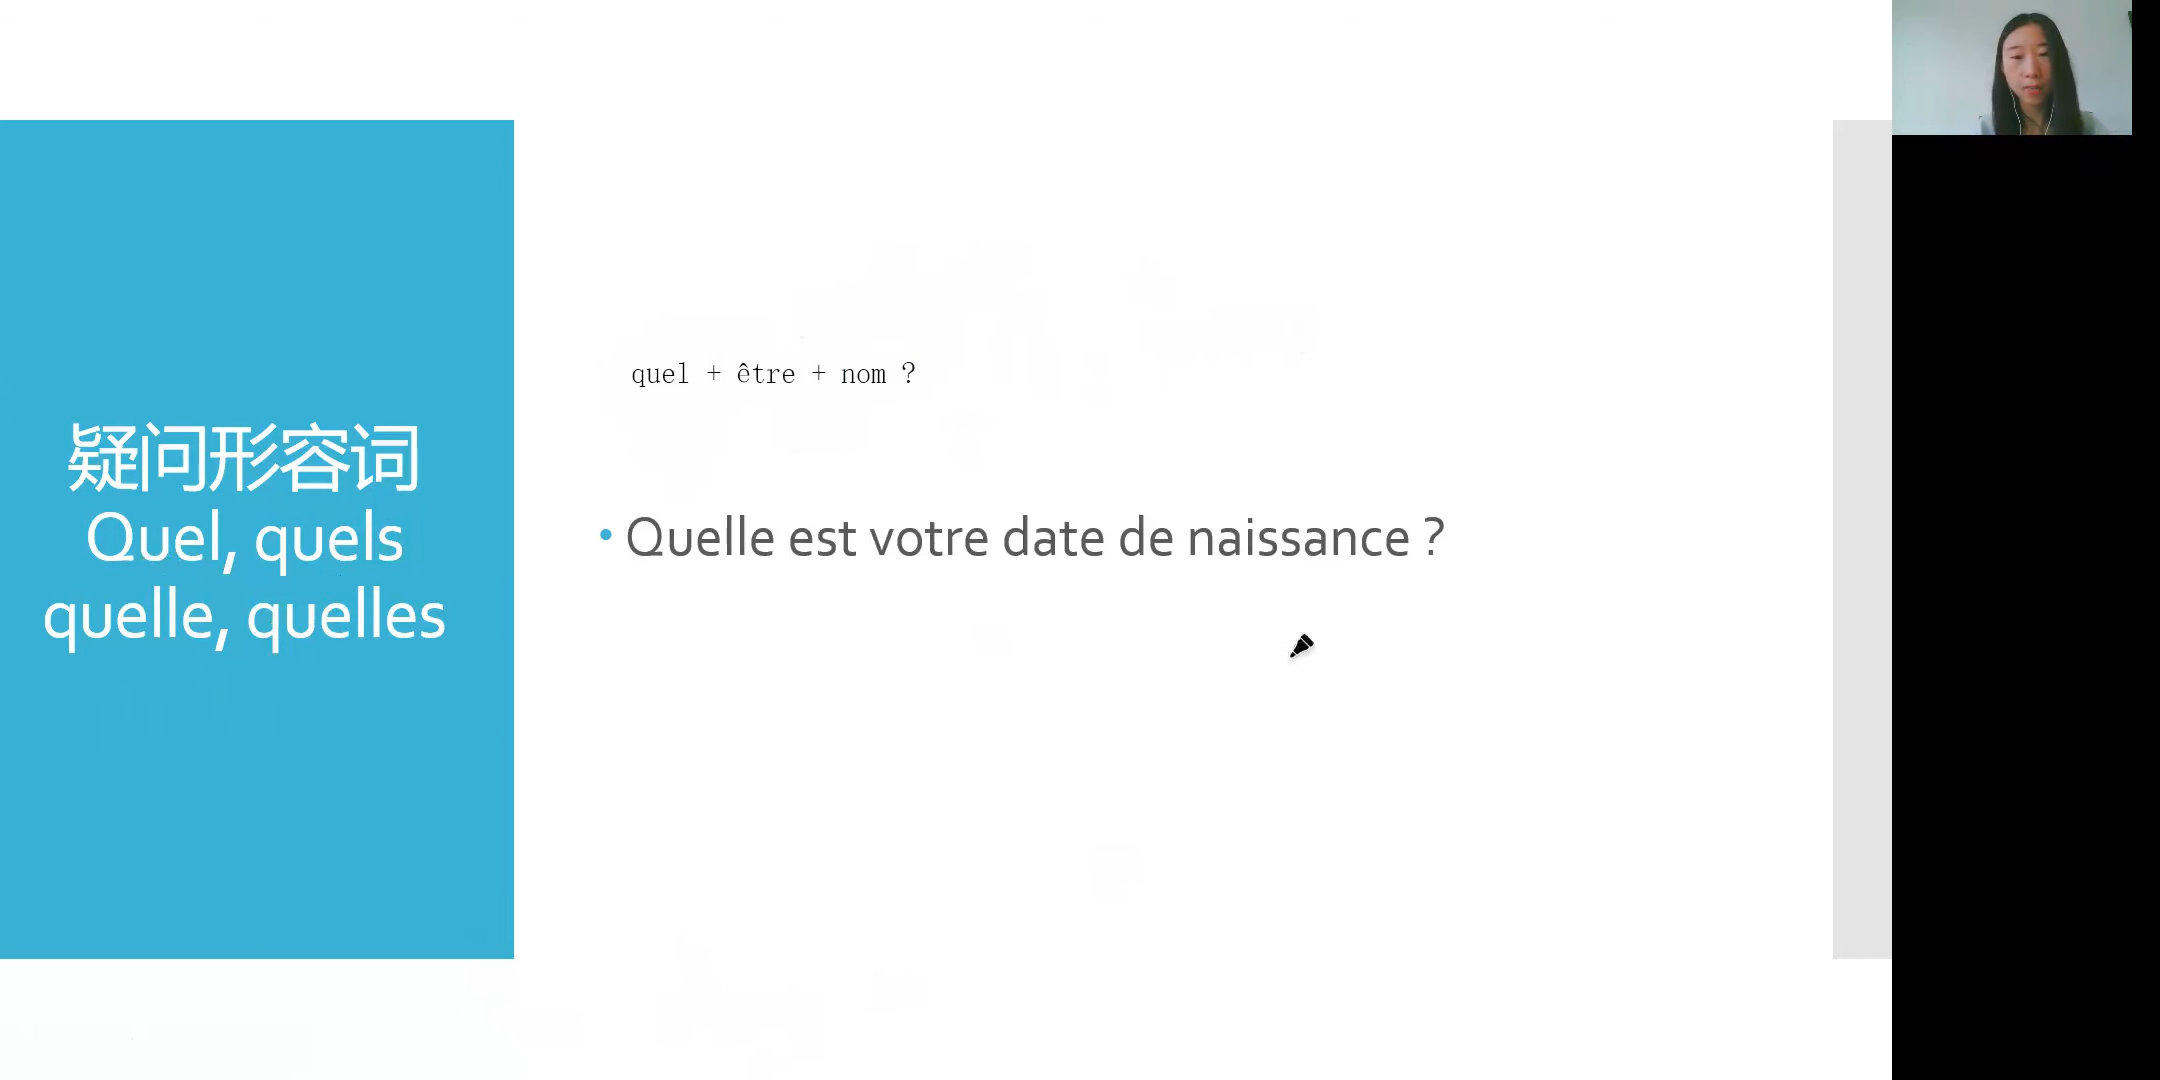 疑问形容词
Quel, quels
quelle, quelles
quel + être + nom ?
• Quelle est votre date de naissance ?